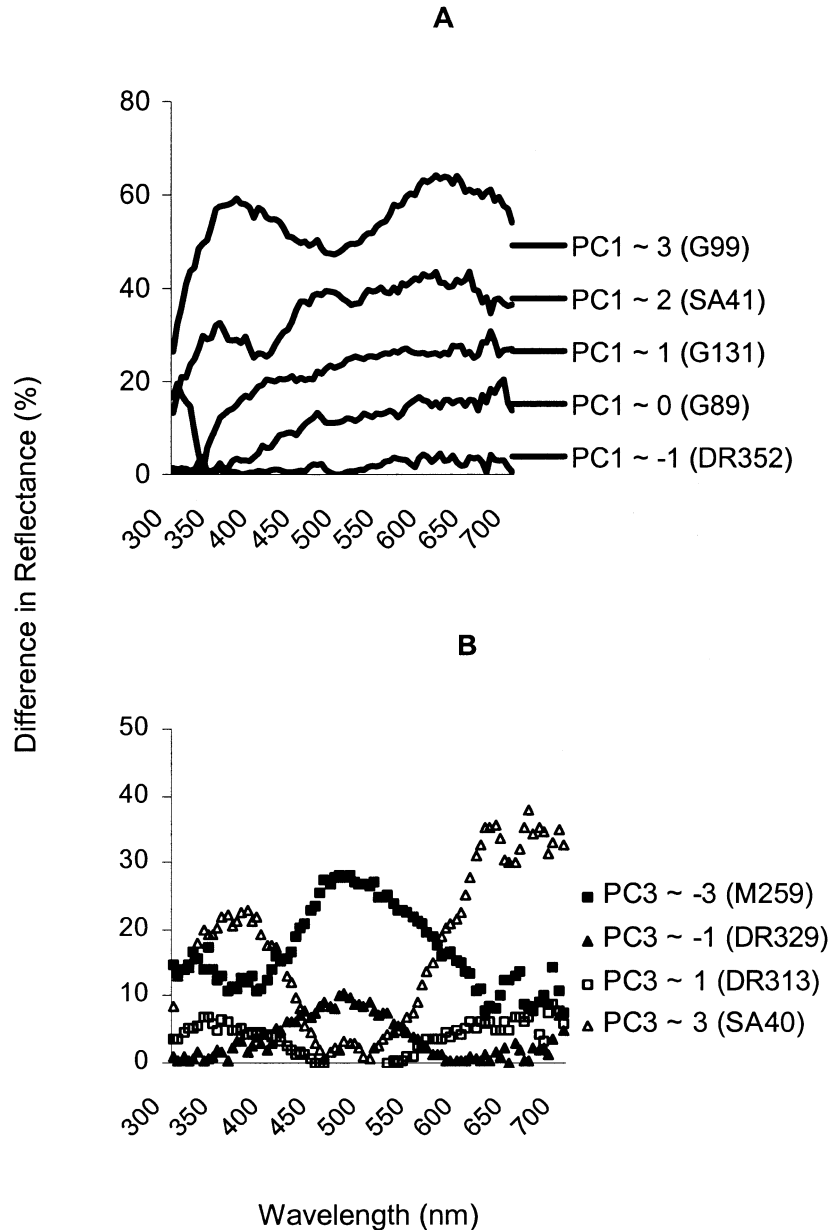 A
80
60
40
20
0
300 350 400 450 500 550 600 650 700
PC1 ~ 3 (G99)
PC1 ~ 2 (SA41)
PC1 ~ 1 (G131)
PC1 ~ 0 (G89)
PC1 ~ -1 (DR352)
Difference in Reflectance (%)
B
50
40
30
20
10
0
300 350 400 450 500 550 600 650 700
PC3 ~ -3 (M259)
PC3 ~ -1 (DR329)
PC3 ~ 1 (DR313)
PC3 ~ 3 (SA40)
Wavelength (nm)